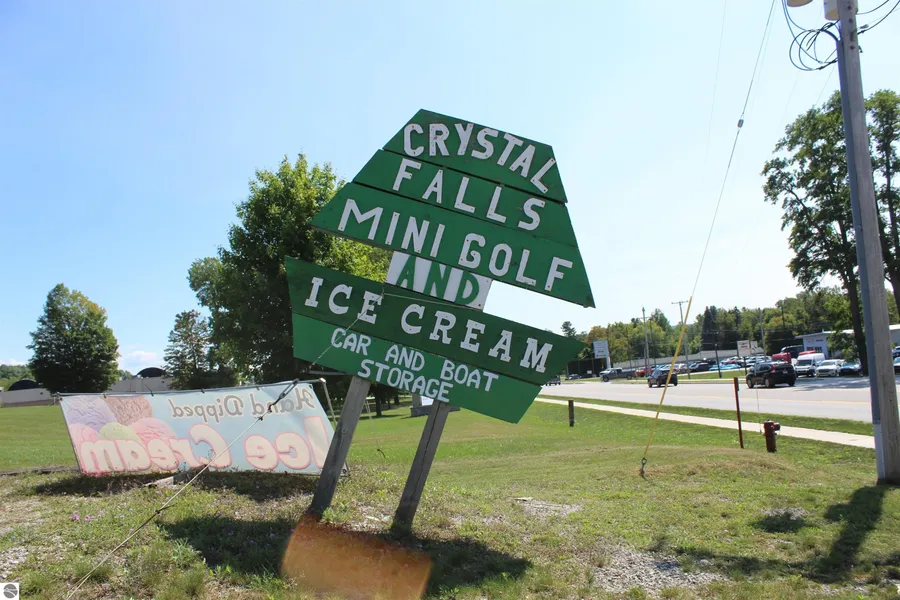 CRYSTAL
FALLS
MINI GOLF
AND
ICE CREAM
CAR AND BOAT
STORAGE
Hand Dipped
Ice Cream